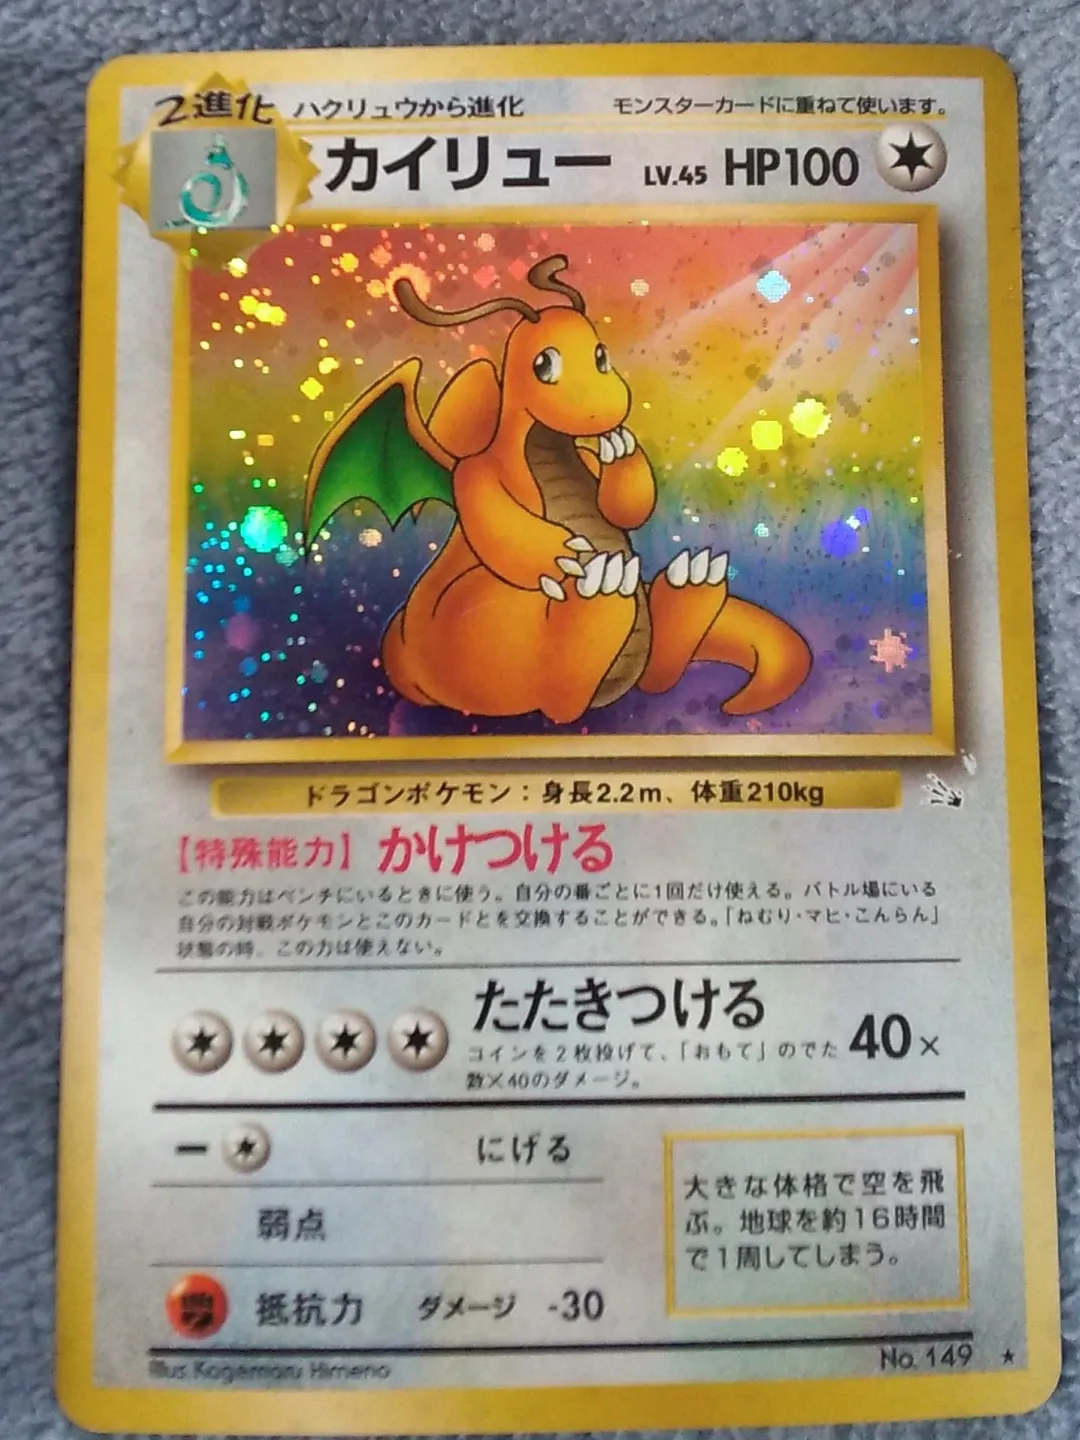 2進化 ハクリュウから進化 モンスターカードに重ねて使います。
カイリュー LV.45 HP100
ドラゴンポケモン：身長2.2m、体重210kg
【特殊能力】かけつける
この能力はベンチにいるときに使う。自分の番ごとに1回だけ使える。バトル場にいる
自分の対戦ポケモンとこのカードとを交換することができる。「ねむり・マヒ・こんらん」
状態の時、この力は使えない。
たたきつける 40×
コインを2枚投げて、「おもて」のでた
数×40のダメージ。
ー にげる
弱点
抵抗力 ダメージ -30
大きな体格で空を飛
ぶ。地球を約16時間
で1周してしまう。
Illus. Kagemaru Himeno
No. 149 ★